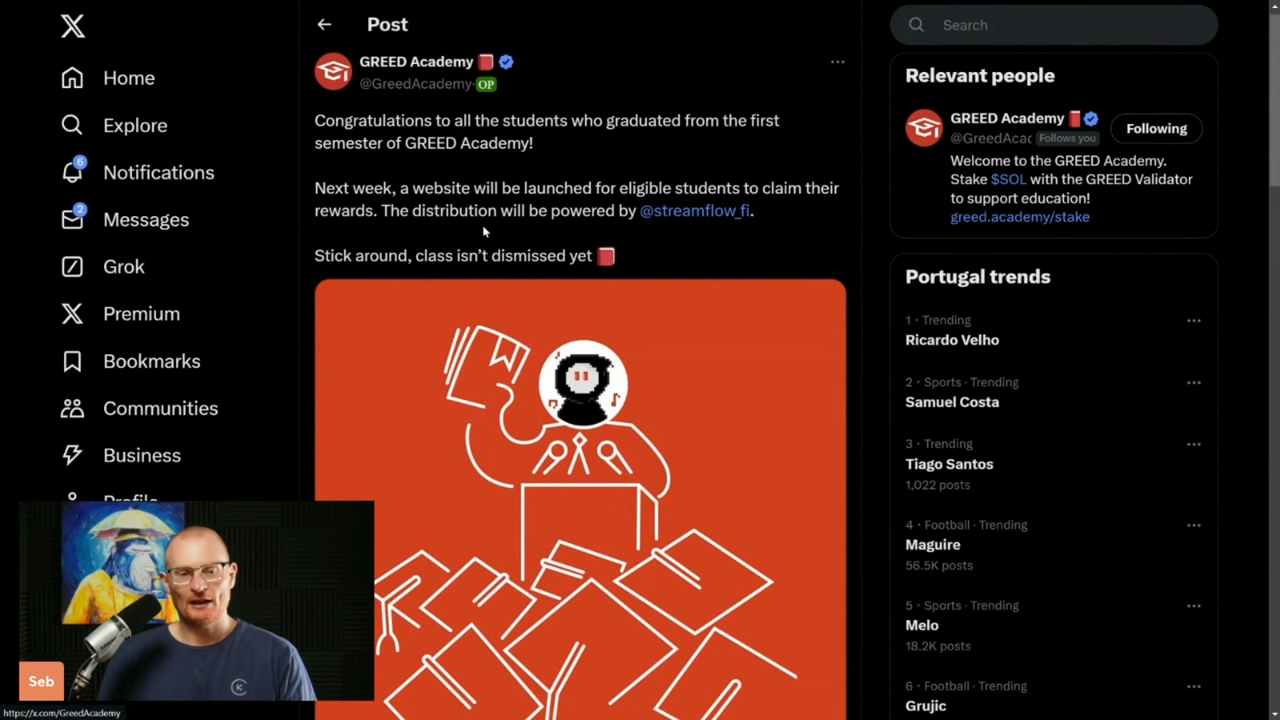 Post
Search
Home
Explore
6
Notifications
2
Messages
Grok
Premium
Bookmarks
Communities
Business
Profile
GREED Academy
@GreedAcademy· OP
Congratulations to all the students who graduated from the first
semester of GREED Academy!
Next week, a website will be launched for eligible students to claim their
rewards. The distribution will be powered by @streamflow_fi.
Stick around, class isn’t dismissed yet
Relevant people
GREED Academy
@GreedAcac Follows you
Following
Welcome to the GREED Academy.
Stake $SOL with the GREED Validator
to support education!
greed.academy/stake
Portugal trends
1 · Trending
Ricardo Velho
2 · Sports · Trending
Samuel Costa
3 · Trending
Tiago Santos
1,022 posts
4 · Football · Trending
Maguire
56.5K posts
5 · Sports · Trending
Melo
18.2K posts
6 · Football · Trending
Grujic
Seb
https://x.com/GreedAcademy